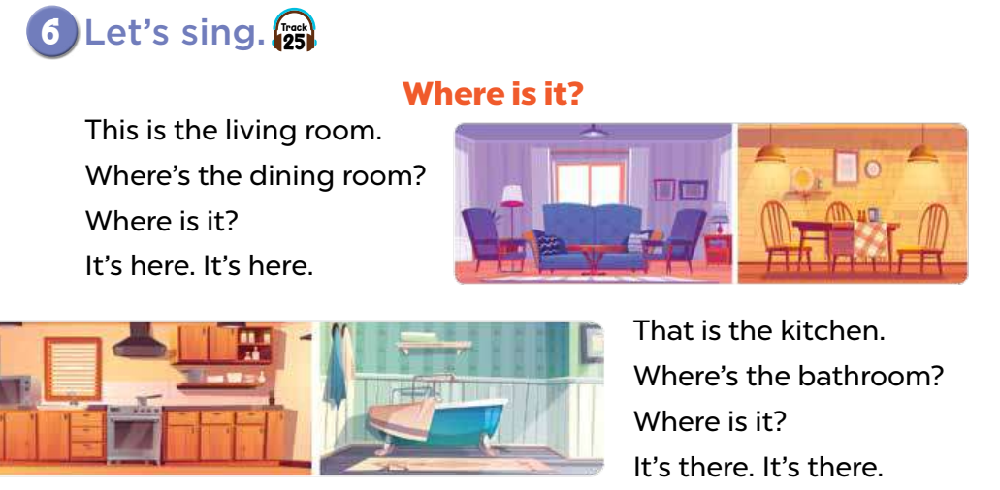 6 Let's sing. Track 25
Where is it?
This is the living room.
Where's the dining room?
Where is it?
It's here. It's here.
That is the kitchen.
Where's the bathroom?
Where is it?
It's there. It's there.